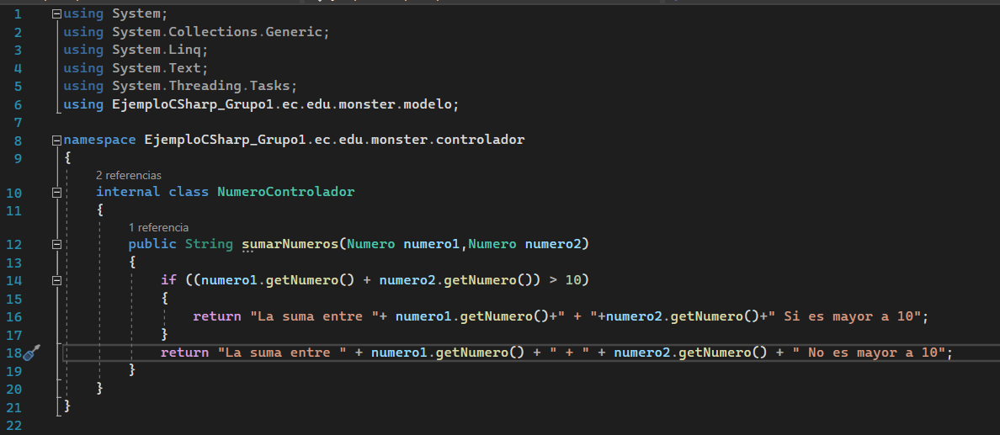 1 using System;
2 using System.Collections.Generic;
3 using System.Linq;
4 using System.Text;
5 using System.Threading.Tasks;
6 using EjemploCSharp_Grupo1.ec.edu.monster.modelo;
7
8 namespace EjemploCSharp_Grupo1.ec.edu.monster.controlador
9 {
2 referencias
10 internal class NumeroControlador
11 {
1 referencia
12 public String sumarNumeros(Numero numero1,Numero numero2)
13 {
14 if ((numero1.getNumero() + numero2.getNumero()) > 10)
15 {
16 return "La suma entre "+ numero1.getNumero()+" + "+numero2.getNumero()+" Si es mayor a 10";
17 }
18 return "La suma entre " + numero1.getNumero() + " + " + numero2.getNumero() + " No es mayor a 10";
19 }
20 }
21 }
22